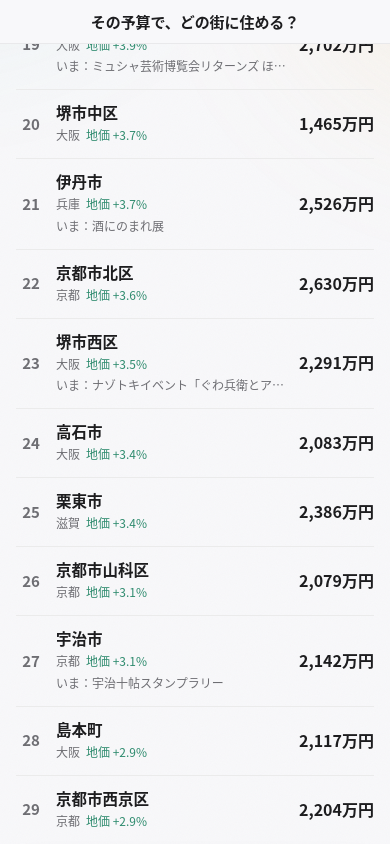 その予算で、どの街に住める？
19
大阪 地価 +3.9%
2,702万円
いま：ミュシャ芸術博覧会リターンズ ほ…
20
堺市中区
大阪 地価 +3.7%
1,465万円
21
伊丹市
兵庫 地価 +3.7%
いま：酒にのまれ展
2,526万円
22
京都市北区
京都 地価 +3.6%
2,630万円
23
堺市西区
大阪 地価 +3.5%
いま：ナゾトキイベント「ぐわ兵衛とア…
2,291万円
24
高石市
大阪 地価 +3.4%
2,083万円
25
栗東市
滋賀 地価 +3.4%
2,386万円
26
京都市山科区
京都 地価 +3.1%
2,079万円
27
宇治市
京都 地価 +3.1%
いま：宇治十帖スタンプラリー
2,142万円
28
島本町
大阪 地価 +2.9%
2,117万円
29
京都市西京区
京都 地価 +2.9%
2,204万円